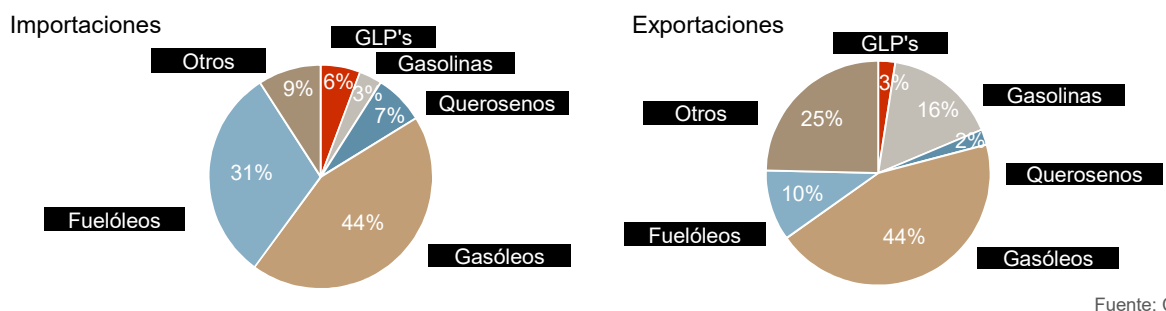 Importaciones
GLP's
Otros
Gasolinas
9%
6%
3%
Querosenos
7%
31%
Fuelóleos
44%
Gasóleos
Exportaciones
GLP's
3%
Gasolinas
16%
Otros
25%
2%
Querosenos
10%
Fuelóleos
44%
Gasóleos
Fuente: